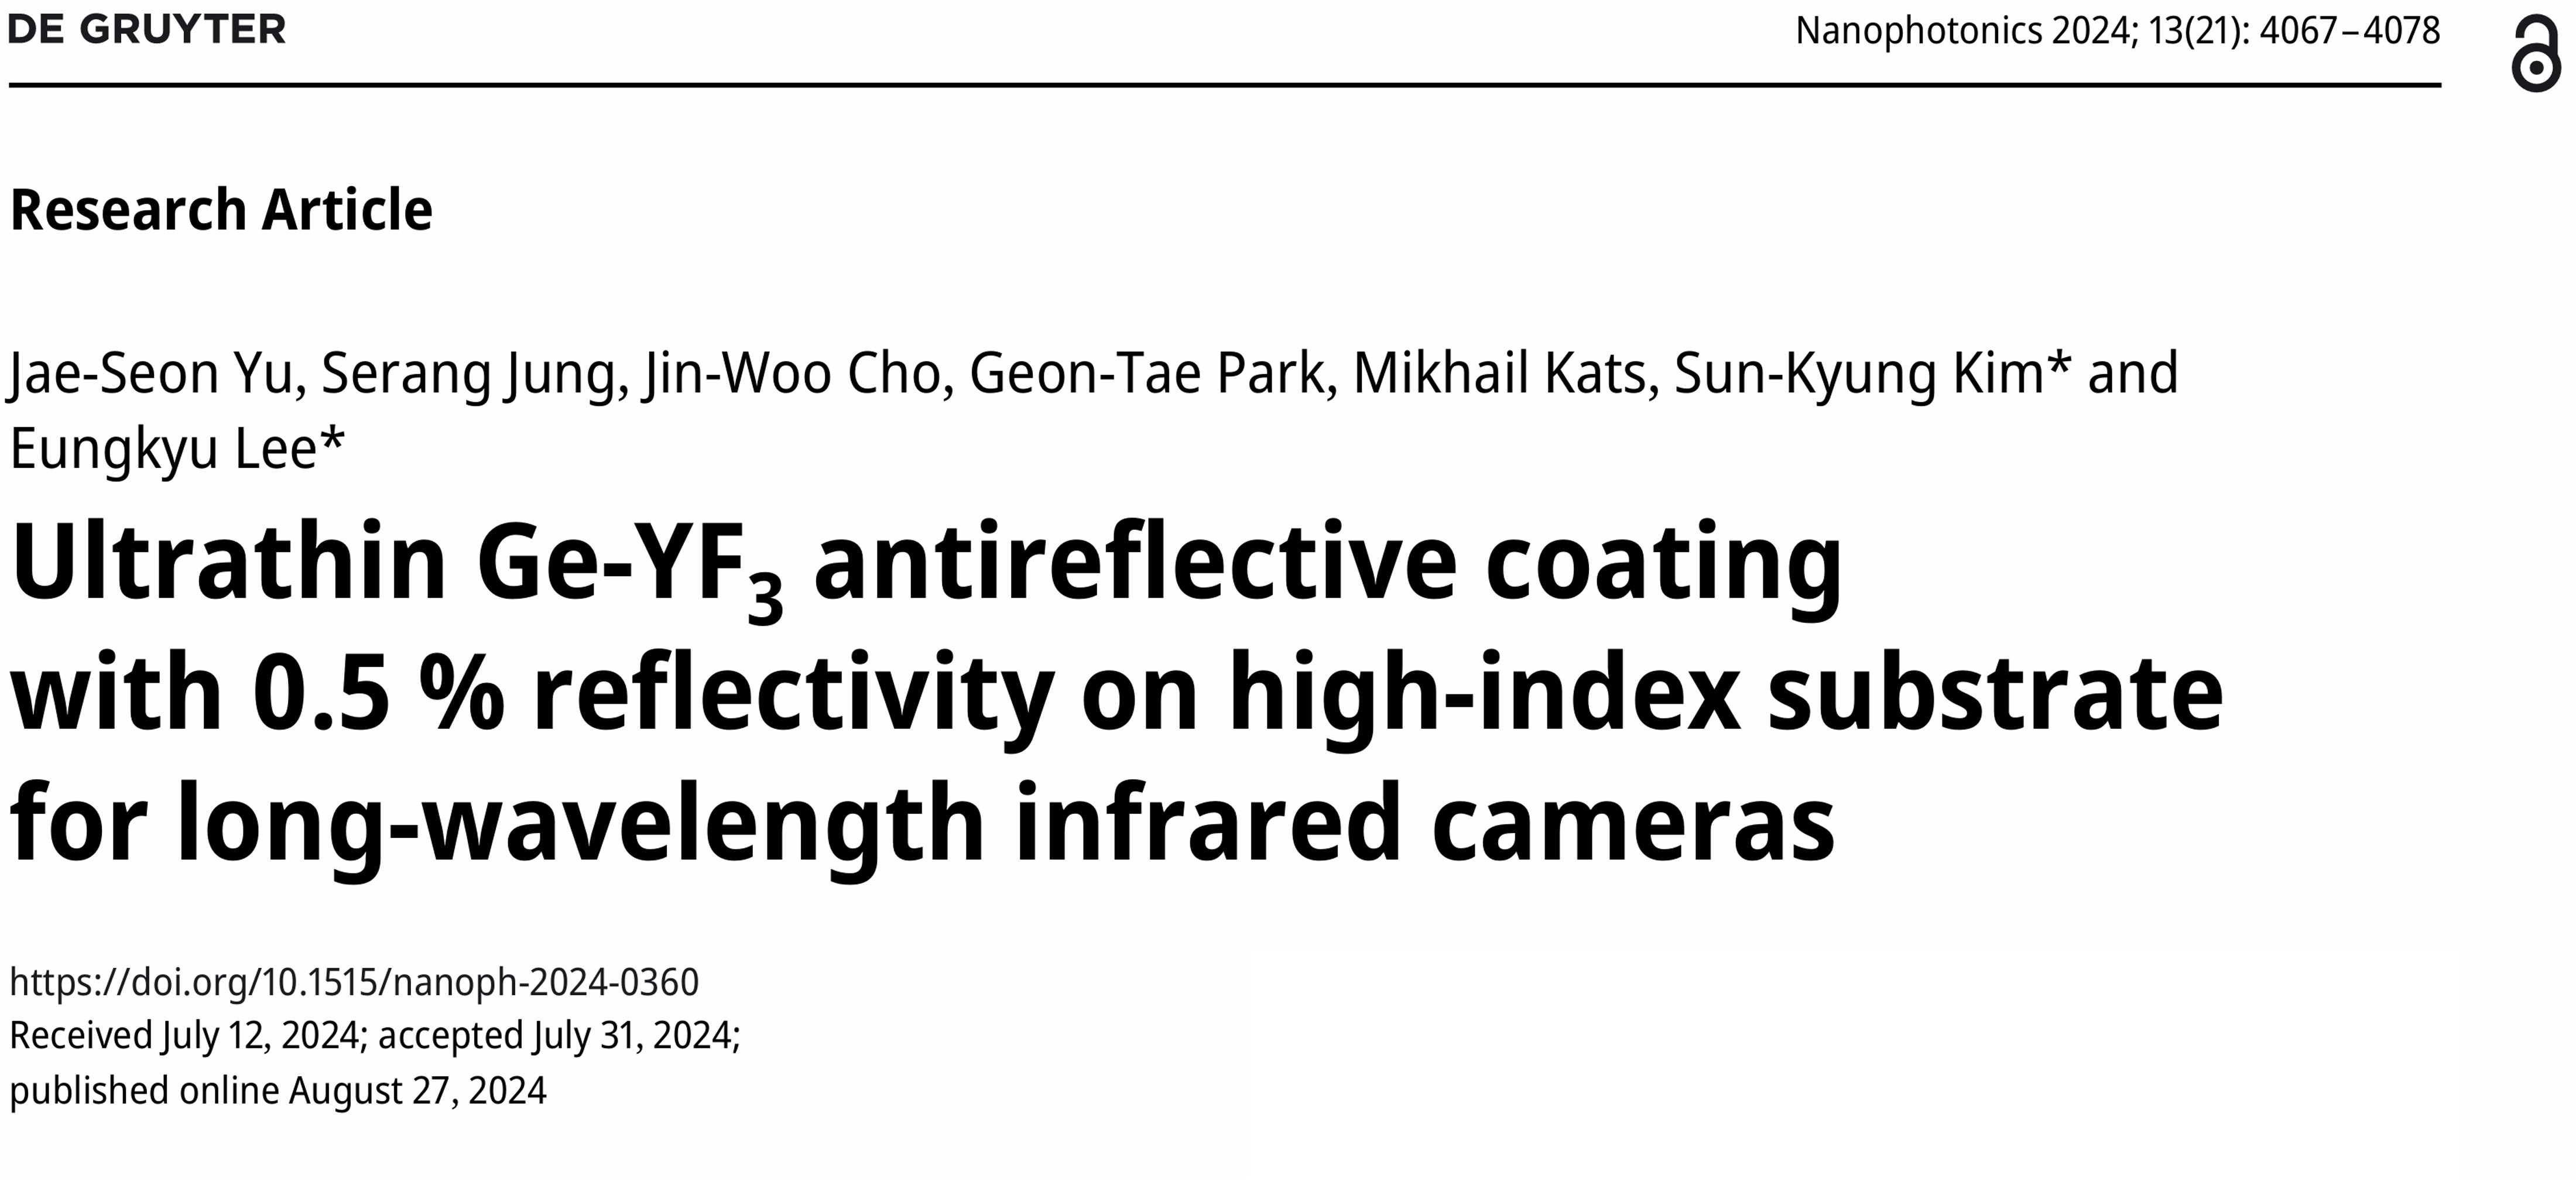 DE GRUYTER
Nanophotonics 2024; 13(21): 4067–4078
Research Article
Jae-Seon Yu, Serang Jung, Jin-Woo Cho, Geon-Tae Park, Mikhail Kats, Sun-Kyung Kim* and
Eungkyu Lee*
Ultrathin Ge-YF₃ antireflective coating
with 0.5 % reflectivity on high-index substrate
for long-wavelength infrared cameras
https://doi.org/10.1515/nanoph-2024-0360
Received July 12, 2024; accepted July 31, 2024;
published online August 27, 2024